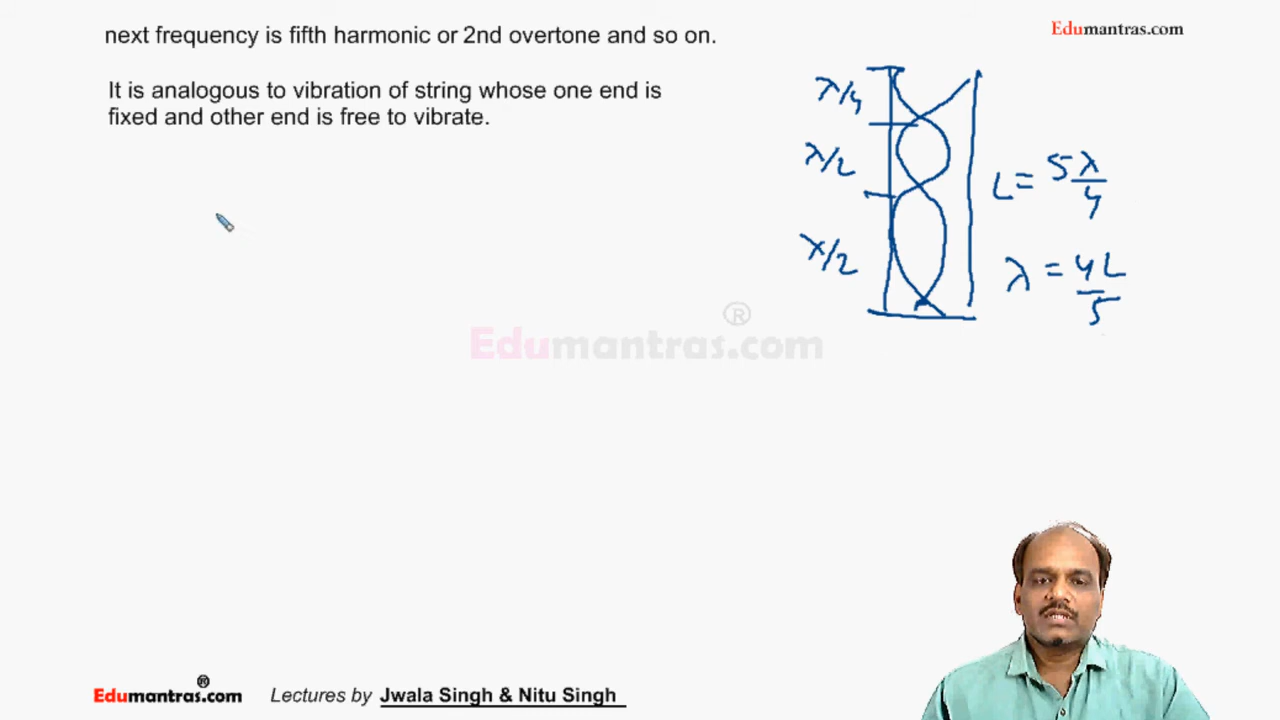 next frequency is fifth harmonic or 2nd overtone and so on.
Edumantras.com
It is analogous to vibration of string whose one end is
fixed and other end is free to vibrate.
λ/4
λ/2
λ/2
L = 5λ/4
λ = 4L/5
Edumantras.com®
Edumantras.com®
Lectures by Jwala Singh & Nitu Singh